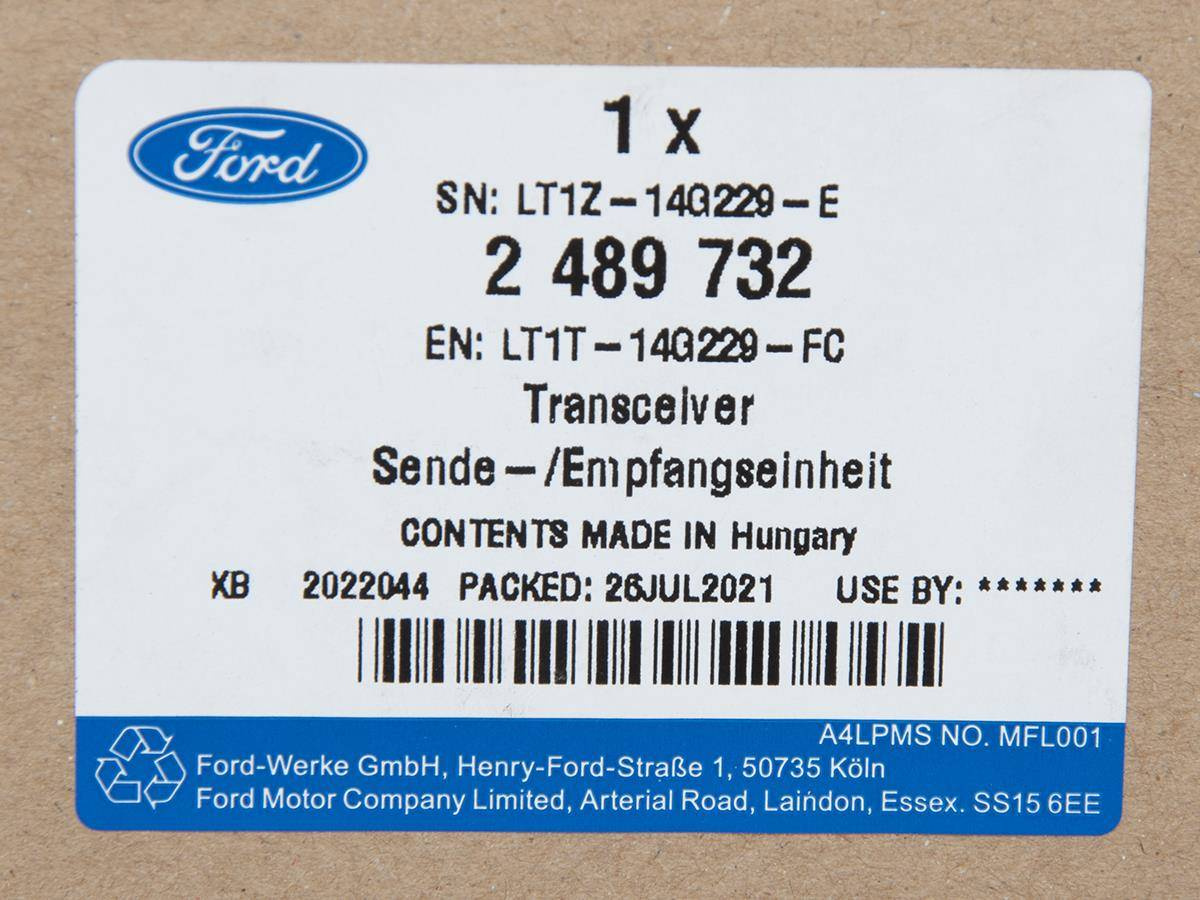 Ford
1 x
SN: LT1Z-14G229-E
2 489 732
EN: LT1T-14G229-FC
Transceiver
Sende-/Empfangseinheit
CONTENTS MADE IN Hungary
XB 2022044 PACKED: 26JUL2021 USE BY: *******
A4LPMS NO. MFL001
Ford-Werke GmbH, Henry-Ford-Straße 1, 50735 Köln
Ford Motor Company Limited, Arterial Road, Laindon, Essex. SS15 6EE